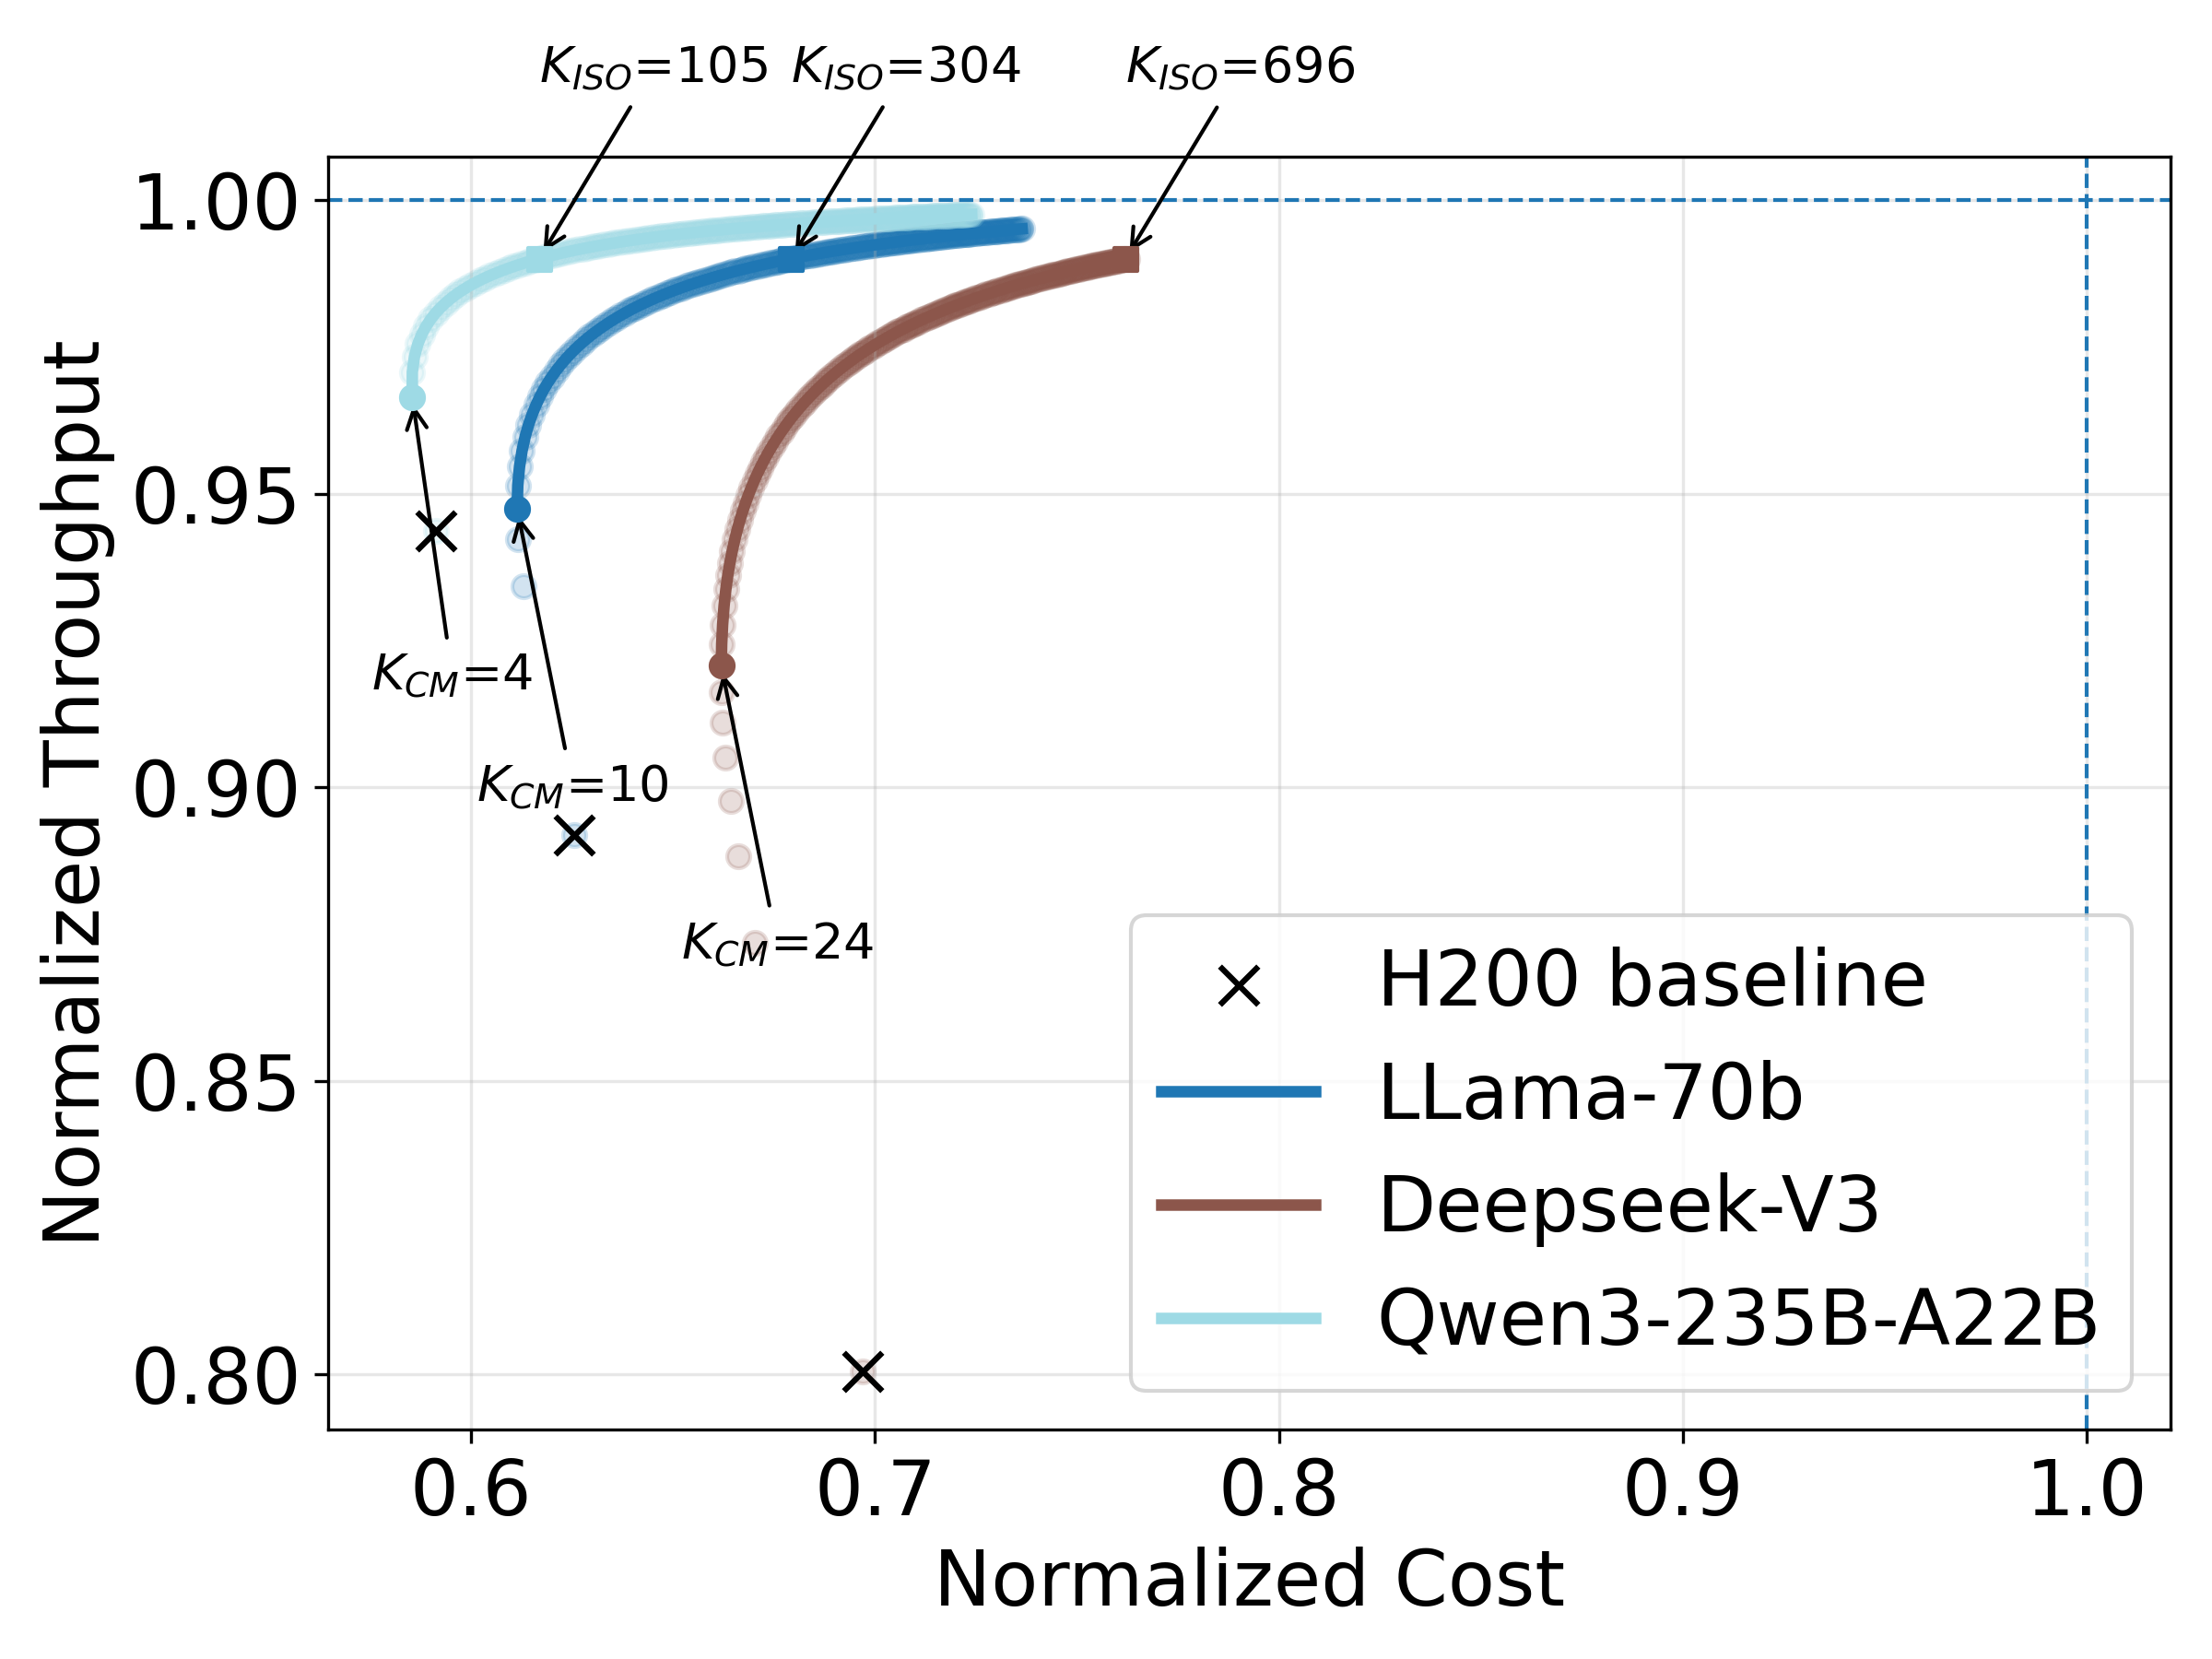 K_ISO=105 K_ISO=304 K_ISO=696
1.00
0.95
0.90
0.85
0.80
Normalized Throughput
K_CM=4
K_CM=10
K_CM=24
H200 baseline
LLama-70b
Deepseek-V3
Qwen3-235B-A22B
0.6 0.7 0.8 0.9 1.0
Normalized Cost